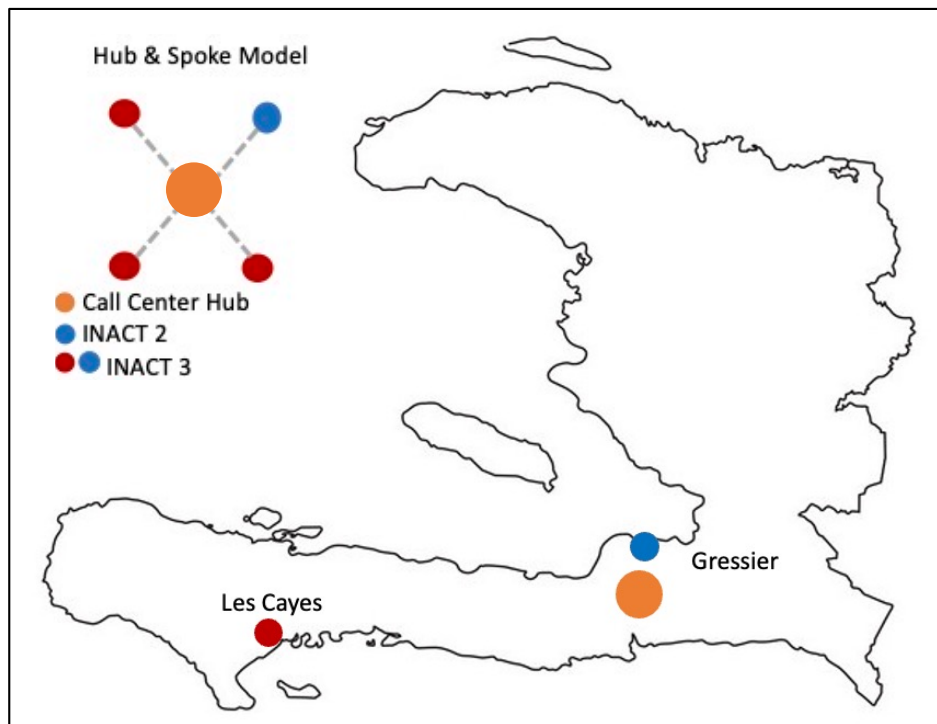 Hub & Spoke Model
Call Center Hub
INACT 2
INACT 3
Gressier
Les Cayes